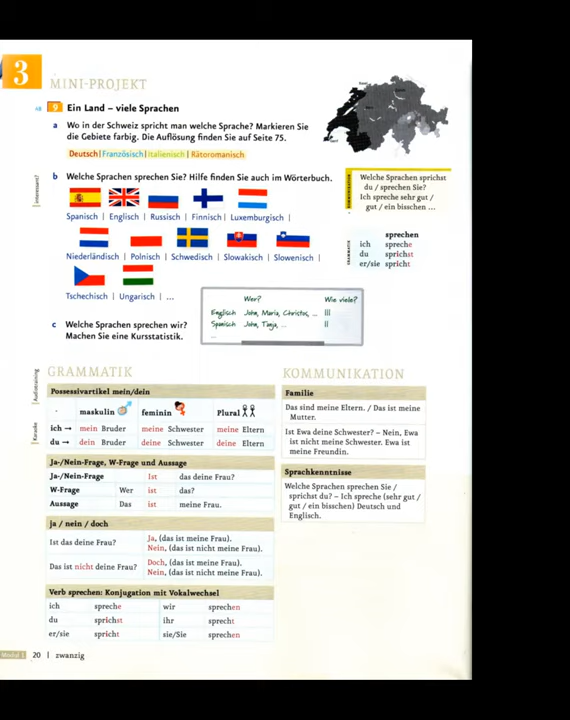 3
MINI-PROJEKT
9 Ein Land – viele Sprachen
a Wo in der Schweiz spricht man welche Sprache? Markieren Sie
die Gebiete farbig. Die Auflösung finden Sie auf Seite 75.
Deutsch | Französisch | Italienisch | Rätoromanisch
Interessant?
b Welche Sprachen sprechen Sie? Hilfe finden Sie auch im Wörterbuch.
Spanisch | Englisch | Russisch | Finnisch | Luxemburgisch |
Niederländisch | Polnisch | Schwedisch | Slowakisch | Slowenisch |
Tschechisch | Ungarisch | ...
KOMMUNIKATION
Welche Sprachen sprichst
du / sprechen Sie?
Ich spreche sehr gut /
gut / ein bisschen ...
GRAMMATIK
sprechen
ich spreche
du sprichst
er/sie spricht
c Welche Sprachen sprechen wir?
Machen Sie eine Kursstatistik.
Wer? Wie viele?
Englisch John, Maria, Christos, ... III
Spanisch John, Tanja, ... II
...
Audiotraining
Karaoke
GRAMMATIK
Possessivartikel mein/dein
maskulin feminin Plural
ich → mein Bruder meine Schwester meine Eltern
du → dein Bruder deine Schwester deine Eltern
Ja-/Nein-Frage, W-Frage und Aussage
Ja-/Nein-Frage Ist das deine Frau?
W-Frage Wer ist das?
Aussage Das ist meine Frau.
ja / nein / doch
Ist das deine Frau? Ja, (das ist meine Frau).
Nein, (das ist nicht meine Frau).
Das ist nicht deine Frau? Doch, (das ist meine Frau).
Nein, (das ist nicht meine Frau).
Verb sprechen: Konjugation mit Vokalwechsel
ich spreche wir sprechen
du sprichst ihr sprecht
er/sie spricht sie/Sie sprechen
KOMMUNIKATION
Familie
Das sind meine Eltern. / Das ist meine
Mutter.
Ist Ewa deine Schwester? – Nein, Ewa
ist nicht meine Schwester. Ewa ist
meine Freundin.
Sprachkenntnisse
Welche Sprachen sprechen Sie /
sprichst du? – Ich spreche (sehr gut /
gut / ein bisschen) Deutsch und
Englisch.
Modul 1 20 | zwanzig